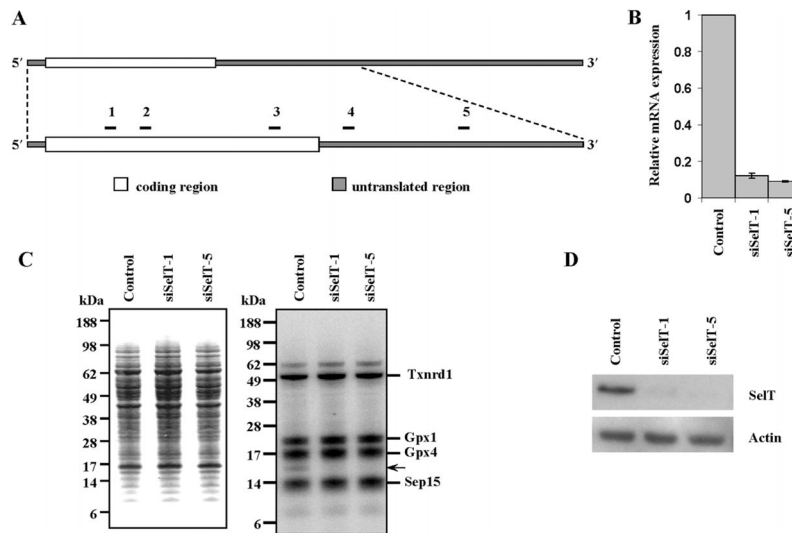 A
5′ 3′
1 2 3 4 5
5′ 3′
coding region untranslated region
B
Relative mRNA expression
1
0.8
0.6
0.4
0.2
0
Control
siSelT-1
siSelT-5
C
kDa
Control
siSelT-1
siSelT-5
188
98
62
49
38
28
17
14
6
kDa
Control
siSelT-1
siSelT-5
188
98
62
49
38
28
17
14
6
Txnrd1
Gpx1
Gpx4
Sep15
D
Control
siSelT-1
siSelT-5
SelT
Actin